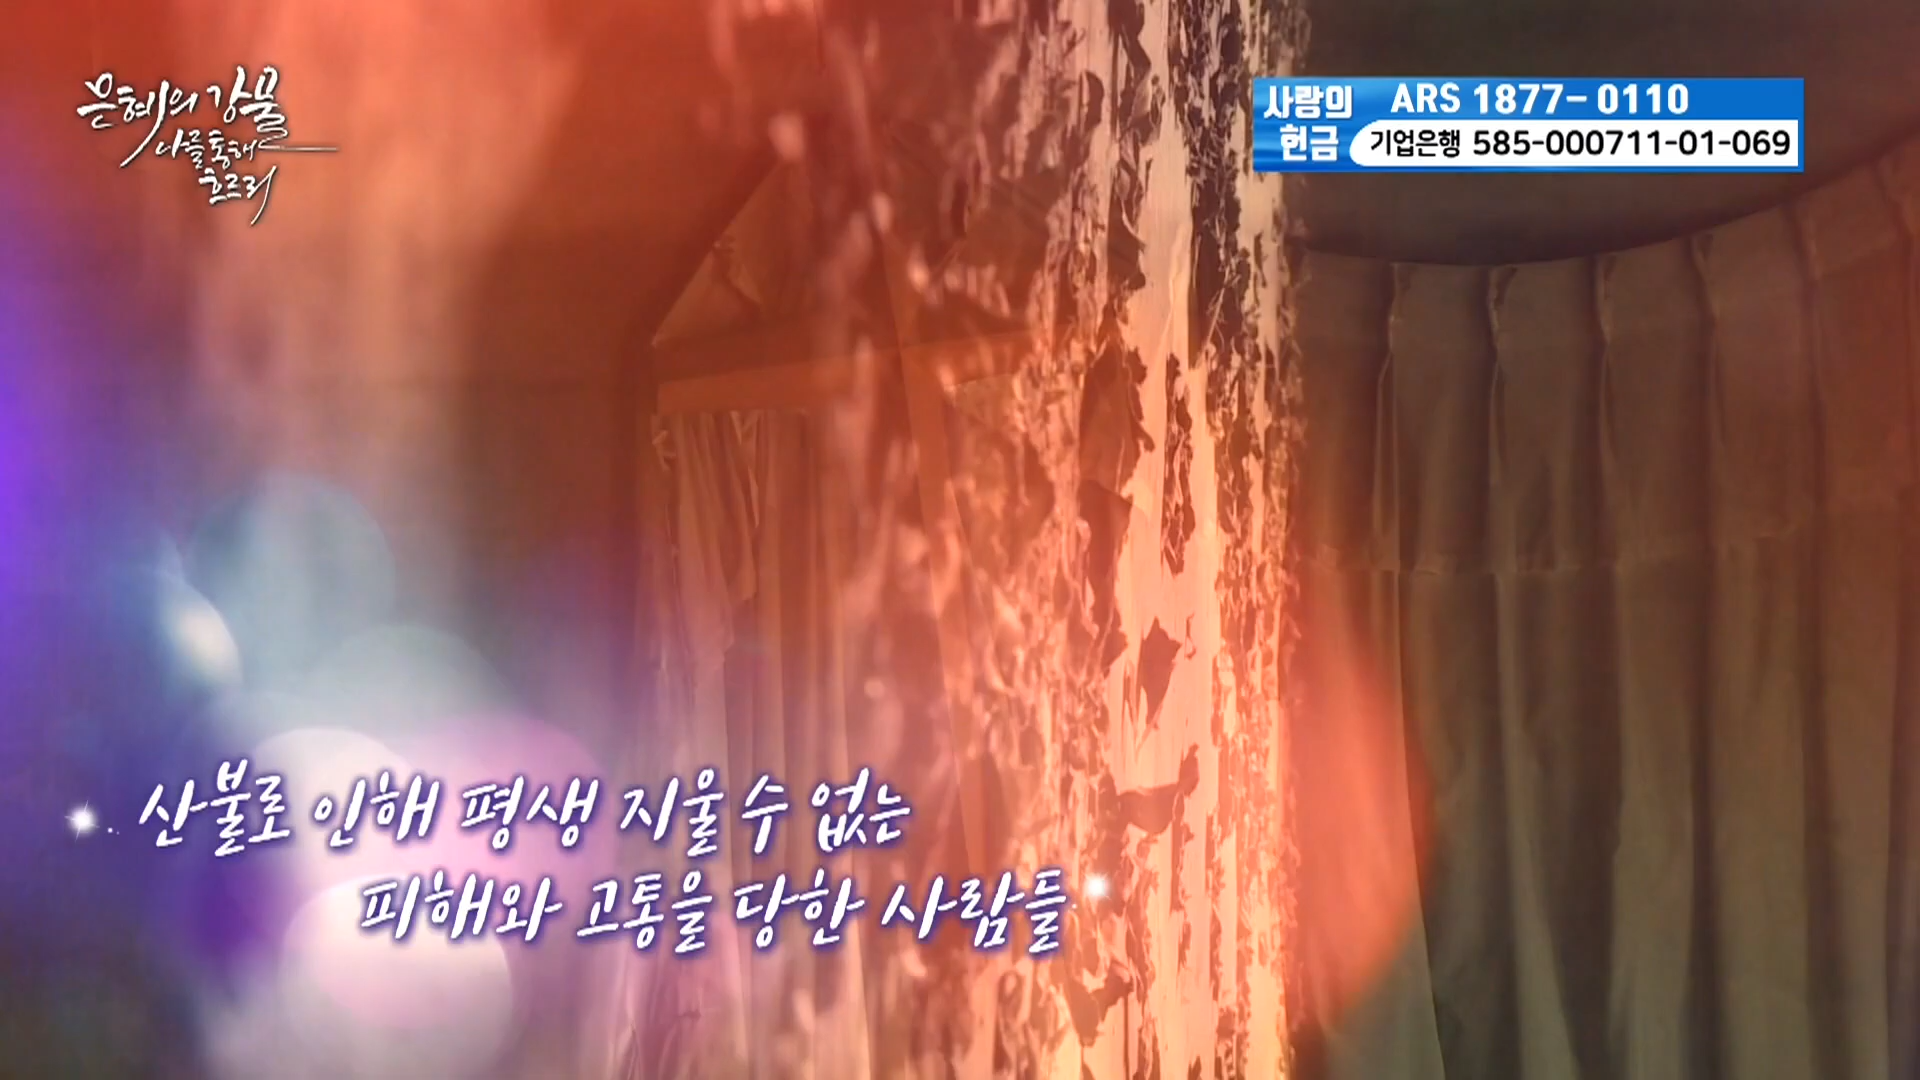 은혜의 강물
나를 통해
흐르리
사랑의
헌금
ARS 1877-0110
기업은행 585-000711-01-069
산불로 인해 평생 지울 수 없는
피해와 고통을 당한 사람들